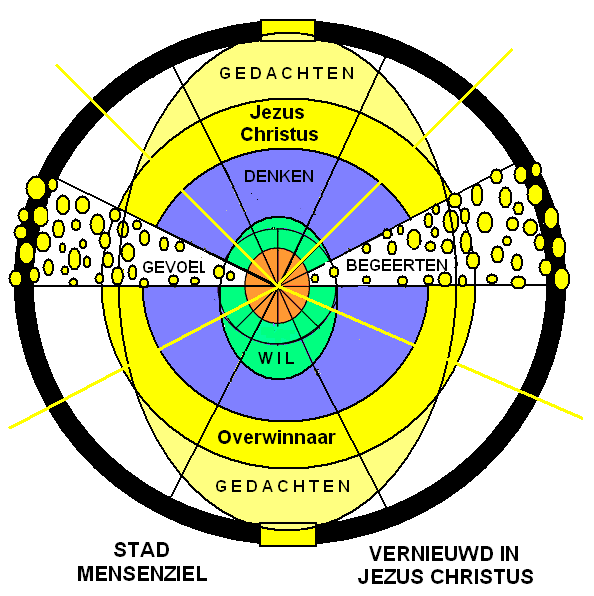 GEDACHTEN
Jezus
Christus
DENKEN
GEVOEL
BEGEERTEN
WIL
Overwinnaar
GEDACHTEN
STAD
MENSENZIEL
VERNIEUWD IN
JEZUS CHRISTUS